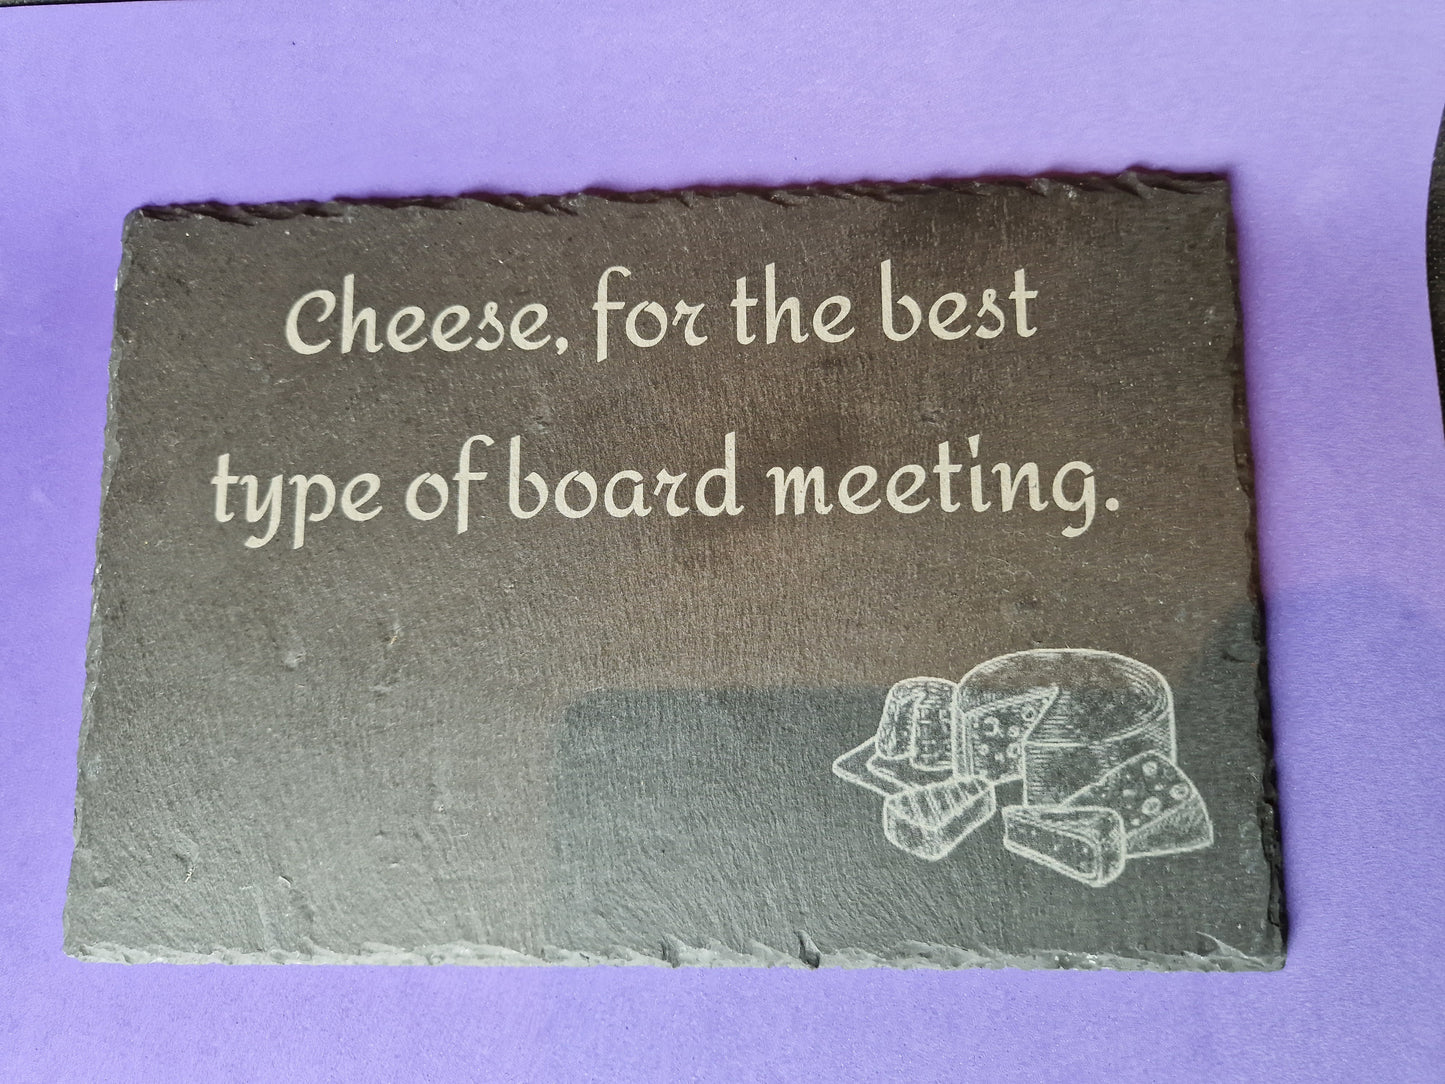 Cheese, for the best
type of board meeting.